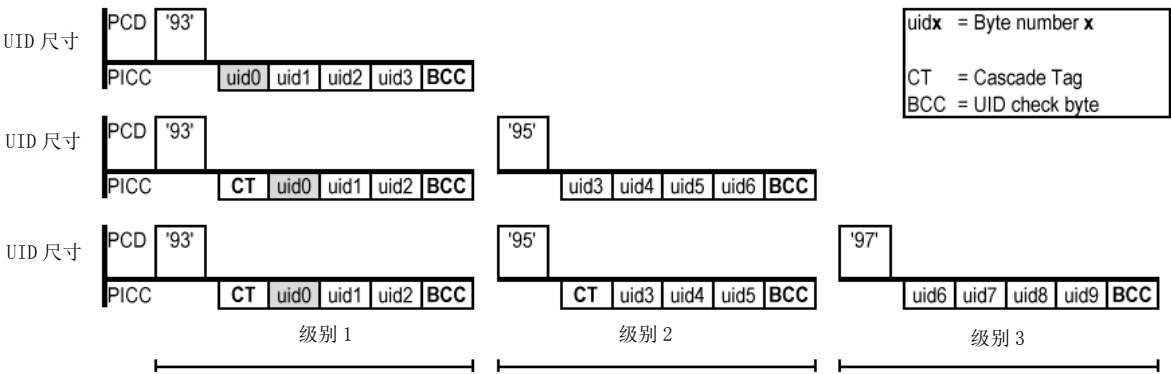 PCD '93'
UID 尺寸
PICC uid0 uid1 uid2 uid3 BCC
uidx = Byte number x
CT = Cascade Tag
BCC = UID check byte
PCD '93' '95'
UID 尺寸
PICC CT uid0 uid1 uid2 BCC uid3 uid4 uid5 uid6 BCC
PCD '93' '95' '97'
UID 尺寸
PICC CT uid0 uid1 uid2 BCC CT uid3 uid4 uid5 BCC uid6 uid7 uid8 uid9 BCC
级别 1 级别 2 级别 3